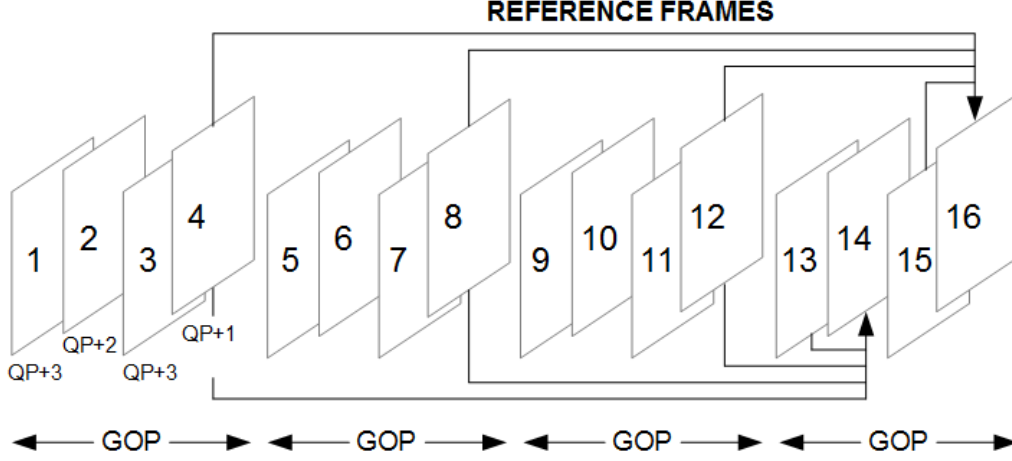 REFERENCE FRAMES
1 2 3 4 5 6 7 8 9 10 11 12 13 14 15 16
QP+3 QP+2 QP+3 QP+1
GOP GOP GOP GOP